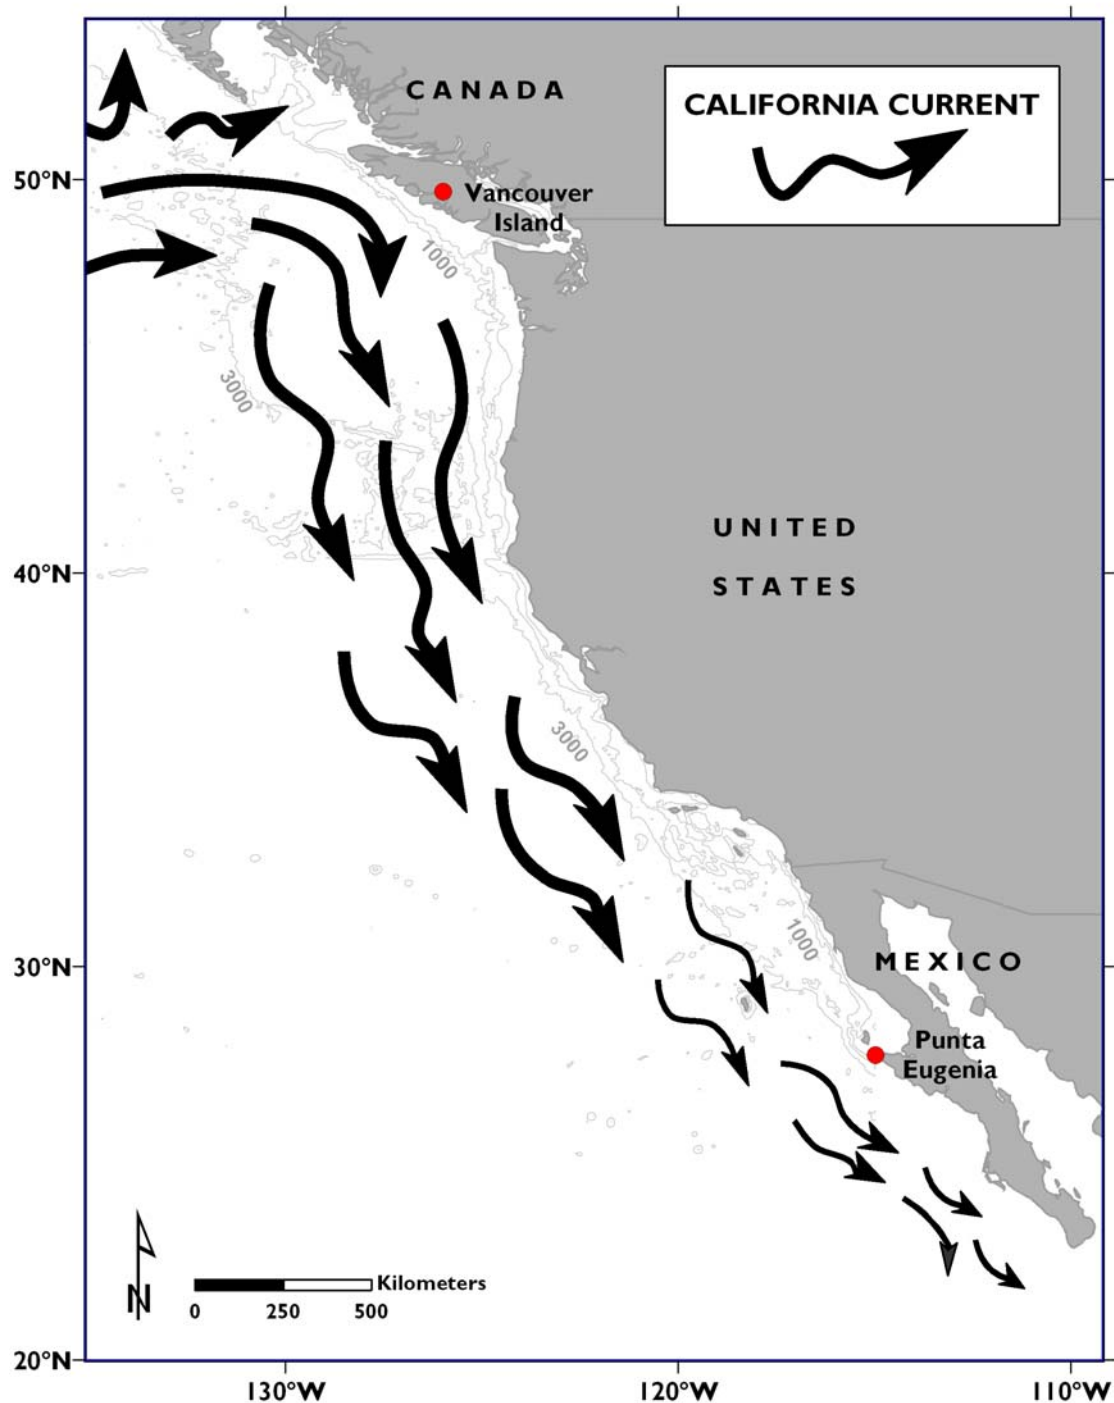 CANADA
CALIFORNIA CURRENT
50°N
Vancouver
Island
1000
3000
UNITED
40°N
STATES
3000
1000
30°N
MEXICO
Punta
Eugenia
N
Kilometers
0 250 500
20°N
130°W 120°W 110°W